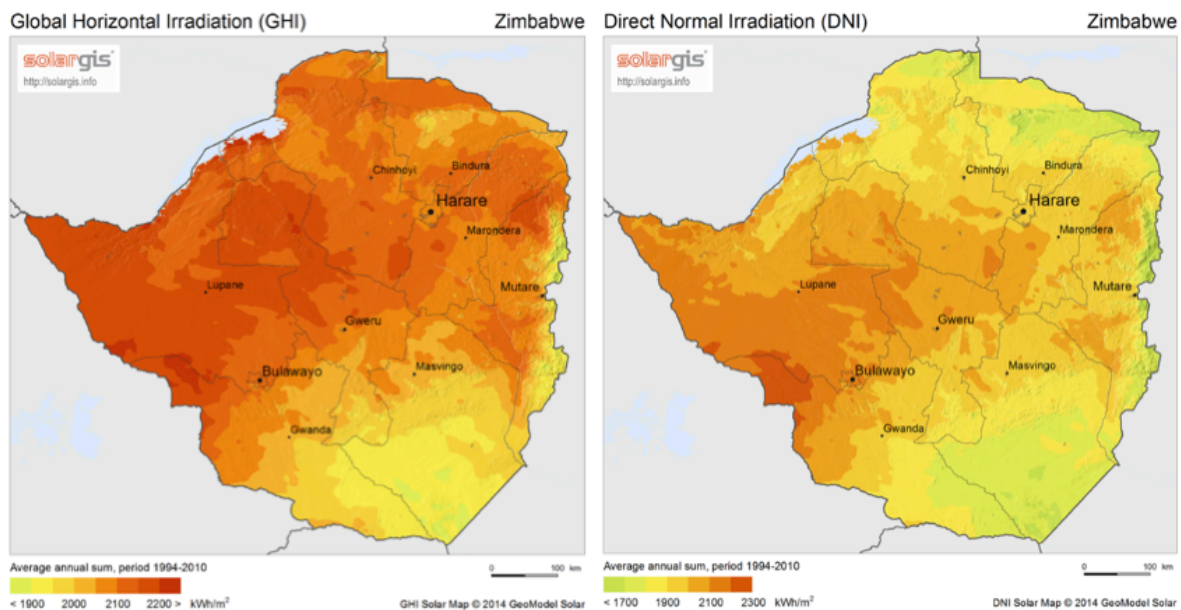 Global Horizontal Irradiation (GHI) Zimbabwe
solargis
http://solargis.info
Chinhoyi
Bindura
Harare
Marondera
Lupane
Mutare
Gweru
Bulawayo
Masvingo
Gwanda
Average annual sum, period 1994-2010
0 100 km
< 1900 2000 2100 2200 > kWh/m²
GHI Solar Map © 2014 GeoModel Solar
Direct Normal Irradiation (DNI) Zimbabwe
solargis
http://solargis.info
Chinhoyi
Bindura
Harare
Marondera
Lupane
Mutare
Gweru
Bulawayo
Masvingo
Gwanda
Average annual sum, period 1994-2010
0 100 km
< 1700 1900 2100 2300 kWh/m²
DNI Solar Map © 2014 GeoModel Solar